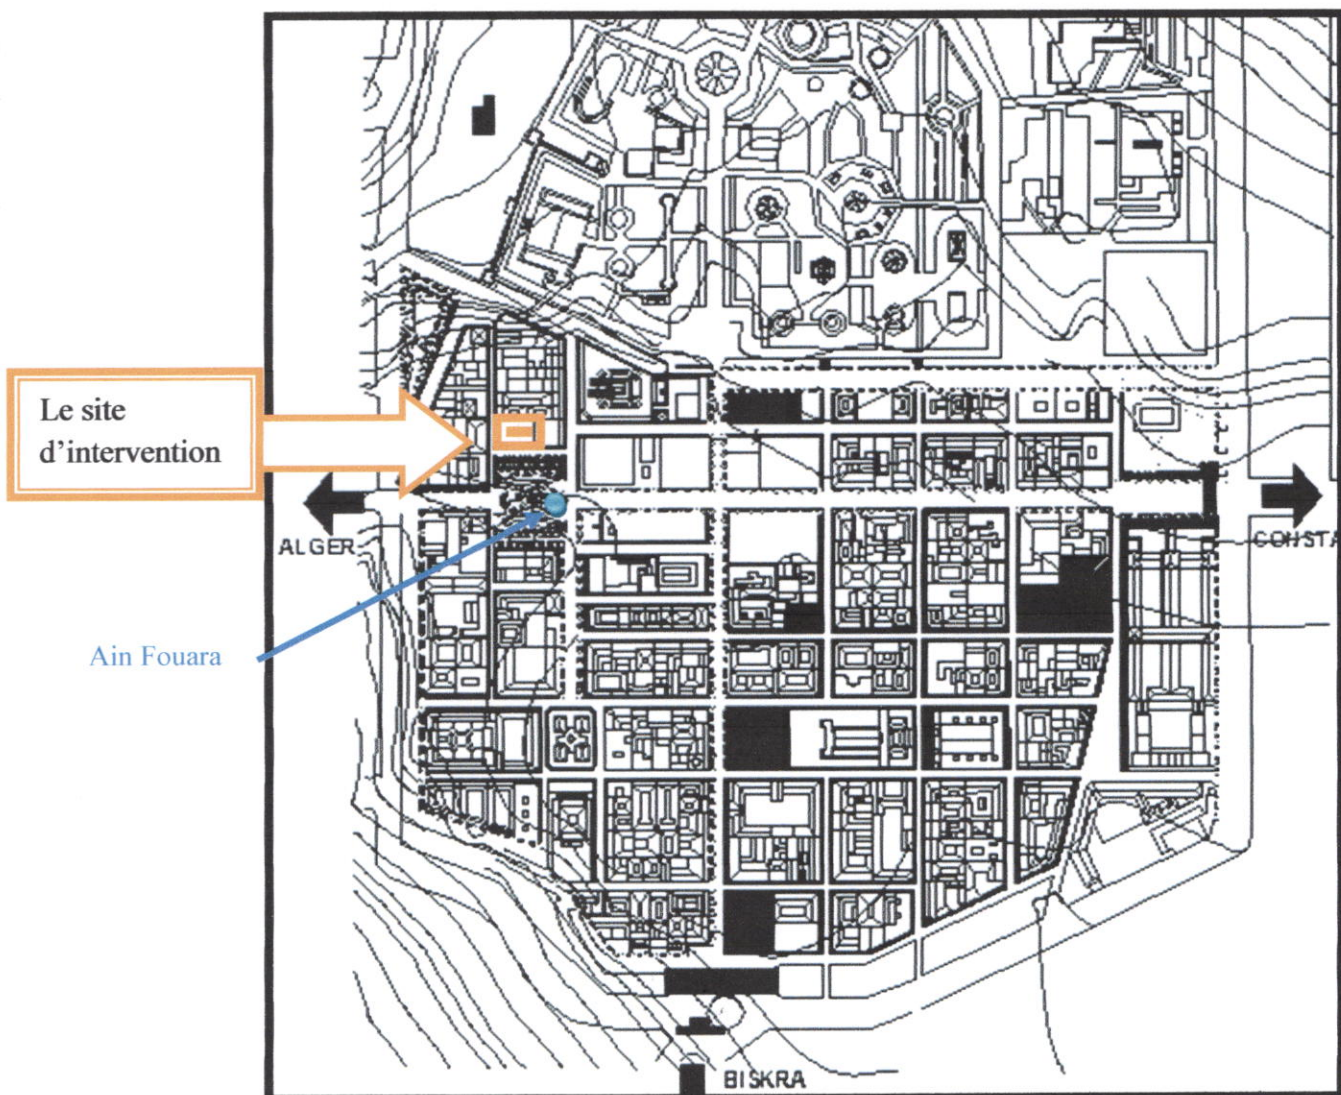 Le site
d’intervention
ALGER
CONSTA
Ain Fouara
BISKRA